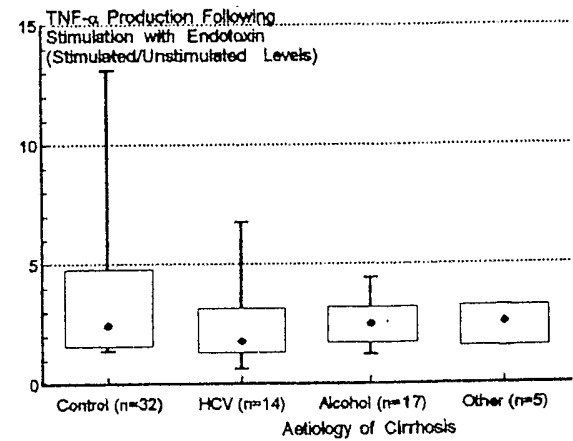 TNF-α Production Following
Stimulation with Endotoxin
(Stimulated/Unstimulated Levels)
15
10
5
0
Control (n=32) HCV (n=14) Alcohol (n=17) Other (n=5)
Aetiology of Cirrhosis